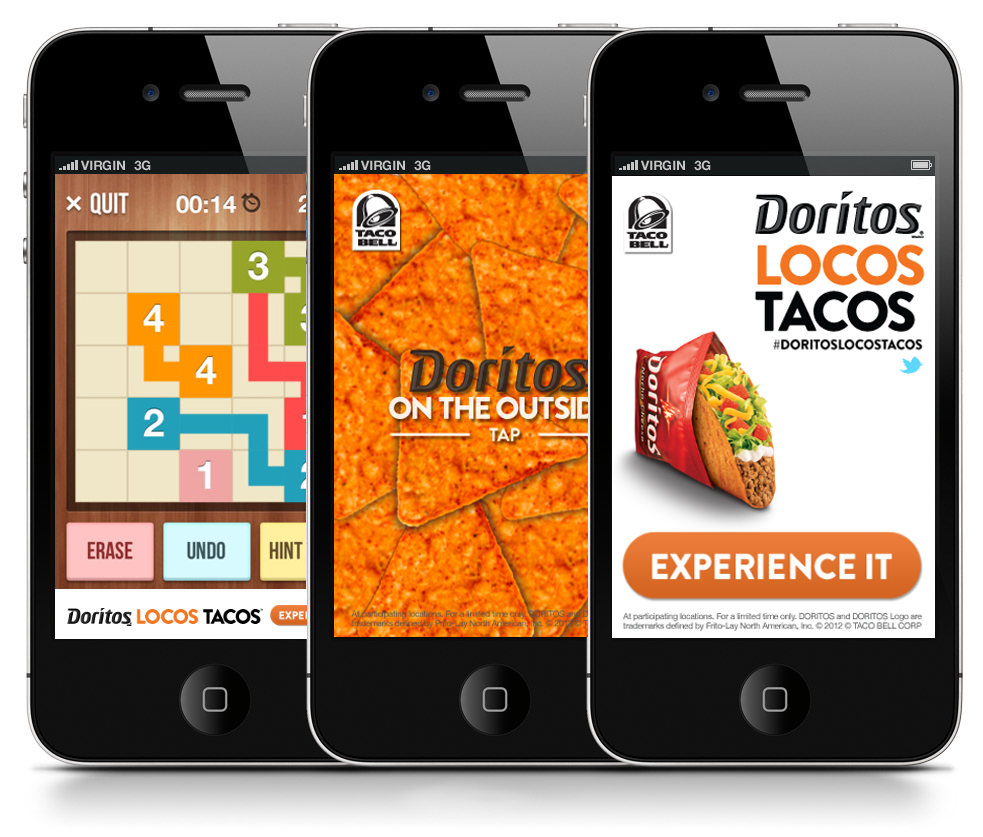 VIRGIN 3G
× QUIT 00:14 2
3
4
4
2
1
ERASE UNDO HINT
Doritos LOCOS TACOS
VIRGIN 3G
TACO
BELL
Doritos
ON THE OUTSID
TAP
At participating locations. For a limited time only. DORITOS and D
trademarks defined by Frito-Lay North American, Inc. © 2012 © TACO B
VIRGIN 3G
TACO
BELL
Doritos
LOCOS
TACOS
#DORITOSLOCOSTACOS
Doritos
EXPERIENCE IT
At participating locations. For a limited time only. DORITOS and DORITOS Logo are
trademarks defined by Frito-Lay North American, Inc. © 2012 © TACO BELL CORP